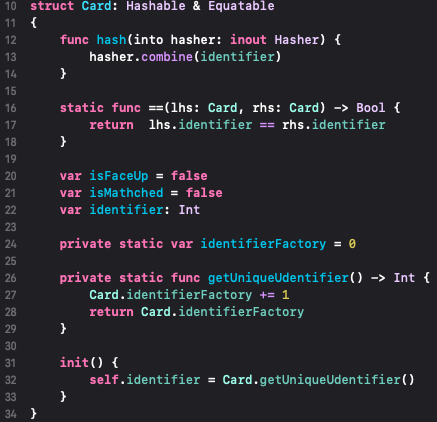 10 struct Card: Hashable & Equatable
11 {
12     func hash(into hasher: inout Hasher) {
13         hasher.combine(identifier)
14     }
15
16     static func ==(lhs: Card, rhs: Card) -> Bool {
17         return  lhs.identifier == rhs.identifier
18     }
19
20     var isFaceUp = false
21     var isMathched = false
22     var identifier: Int
23
24     private static var identifierFactory = 0
25
26     private static func getUniqueUdentifier() -> Int {
27         Card.identifierFactory += 1
28         return Card.identifierFactory
29     }
30
31     init() {
32         self.identifier = Card.getUniqueUdentifier()
33     }
34 }